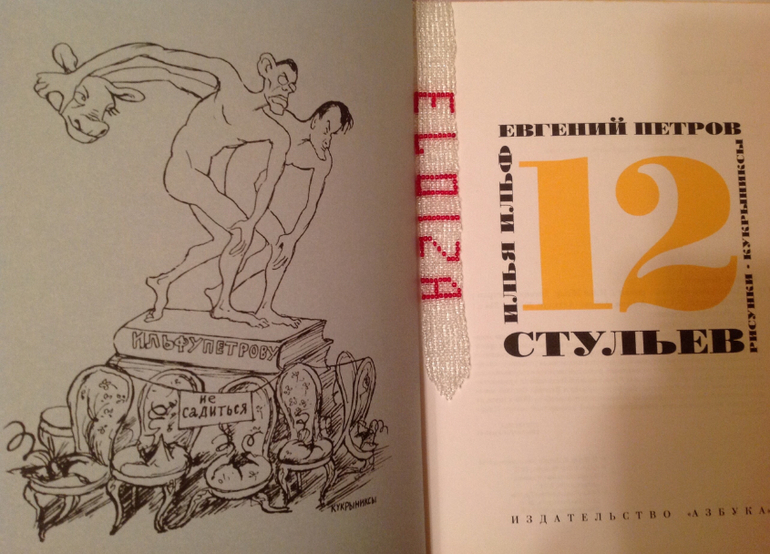 ИЛЬФУПЕТРОВУ
НЕ
САДИТЬСЯ
КУКРЫНИКСЫ
ELOIZA
ЕВГЕНИЙ ПЕТРОВ
ИЛЬЯ ИЛЬФ
12
СТУЛЬЕВ
РИСУНКИ · КУКРЫНИКСЫ
ИЗДАТЕЛЬСТВО «АЗБУКА»